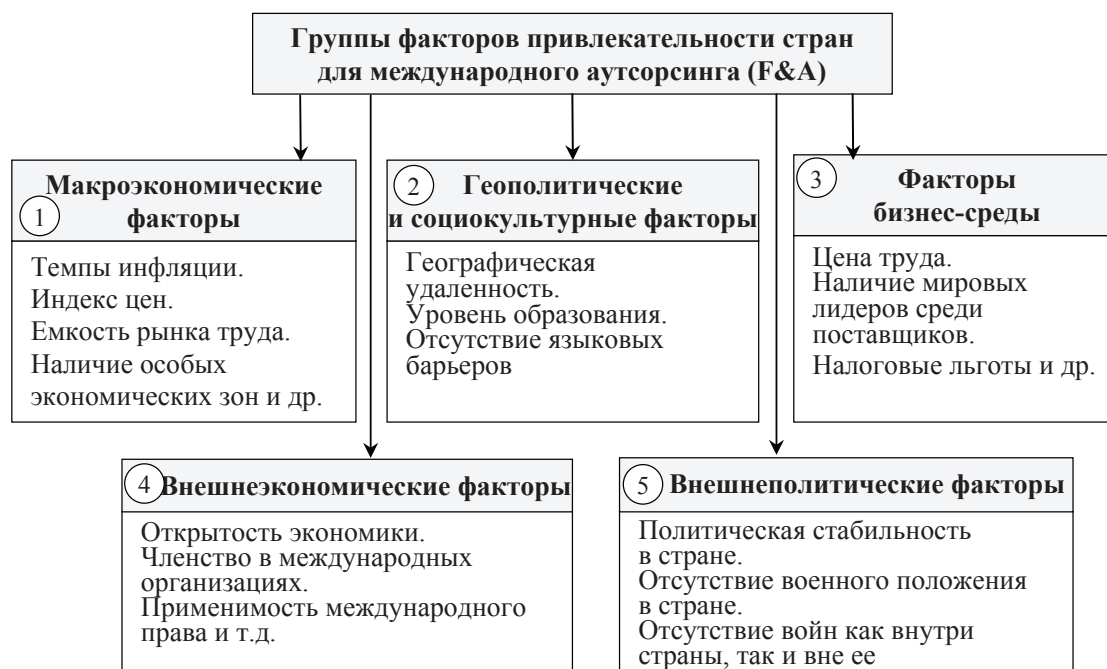 Группы факторов привлекательности стран
для международного аутсорсинга (F&A)
1
Макроэкономические
факторы
Темпы инфляции.
Индекс цен.
Емкость рынка труда.
Наличие особых
экономических зон и др.
2
Геополитические
и социокультурные факторы
Географическая
удаленность.
Уровень образования.
Отсутствие языковых
барьеров
3
Факторы
бизнес-среды
Цена труда.
Наличие мировых
лидеров среди
поставщиков.
Налоговые льготы и др.
4
Внешнеэкономические факторы
Открытость экономики.
Членство в международных
организациях.
Применимость международного
права и т.д.
5
Внешнеполитические факторы
Политическая стабильность
в стране.
Отсутствие военного положения
в стране.
Отсутствие войн как внутри
страны, так и вне ее